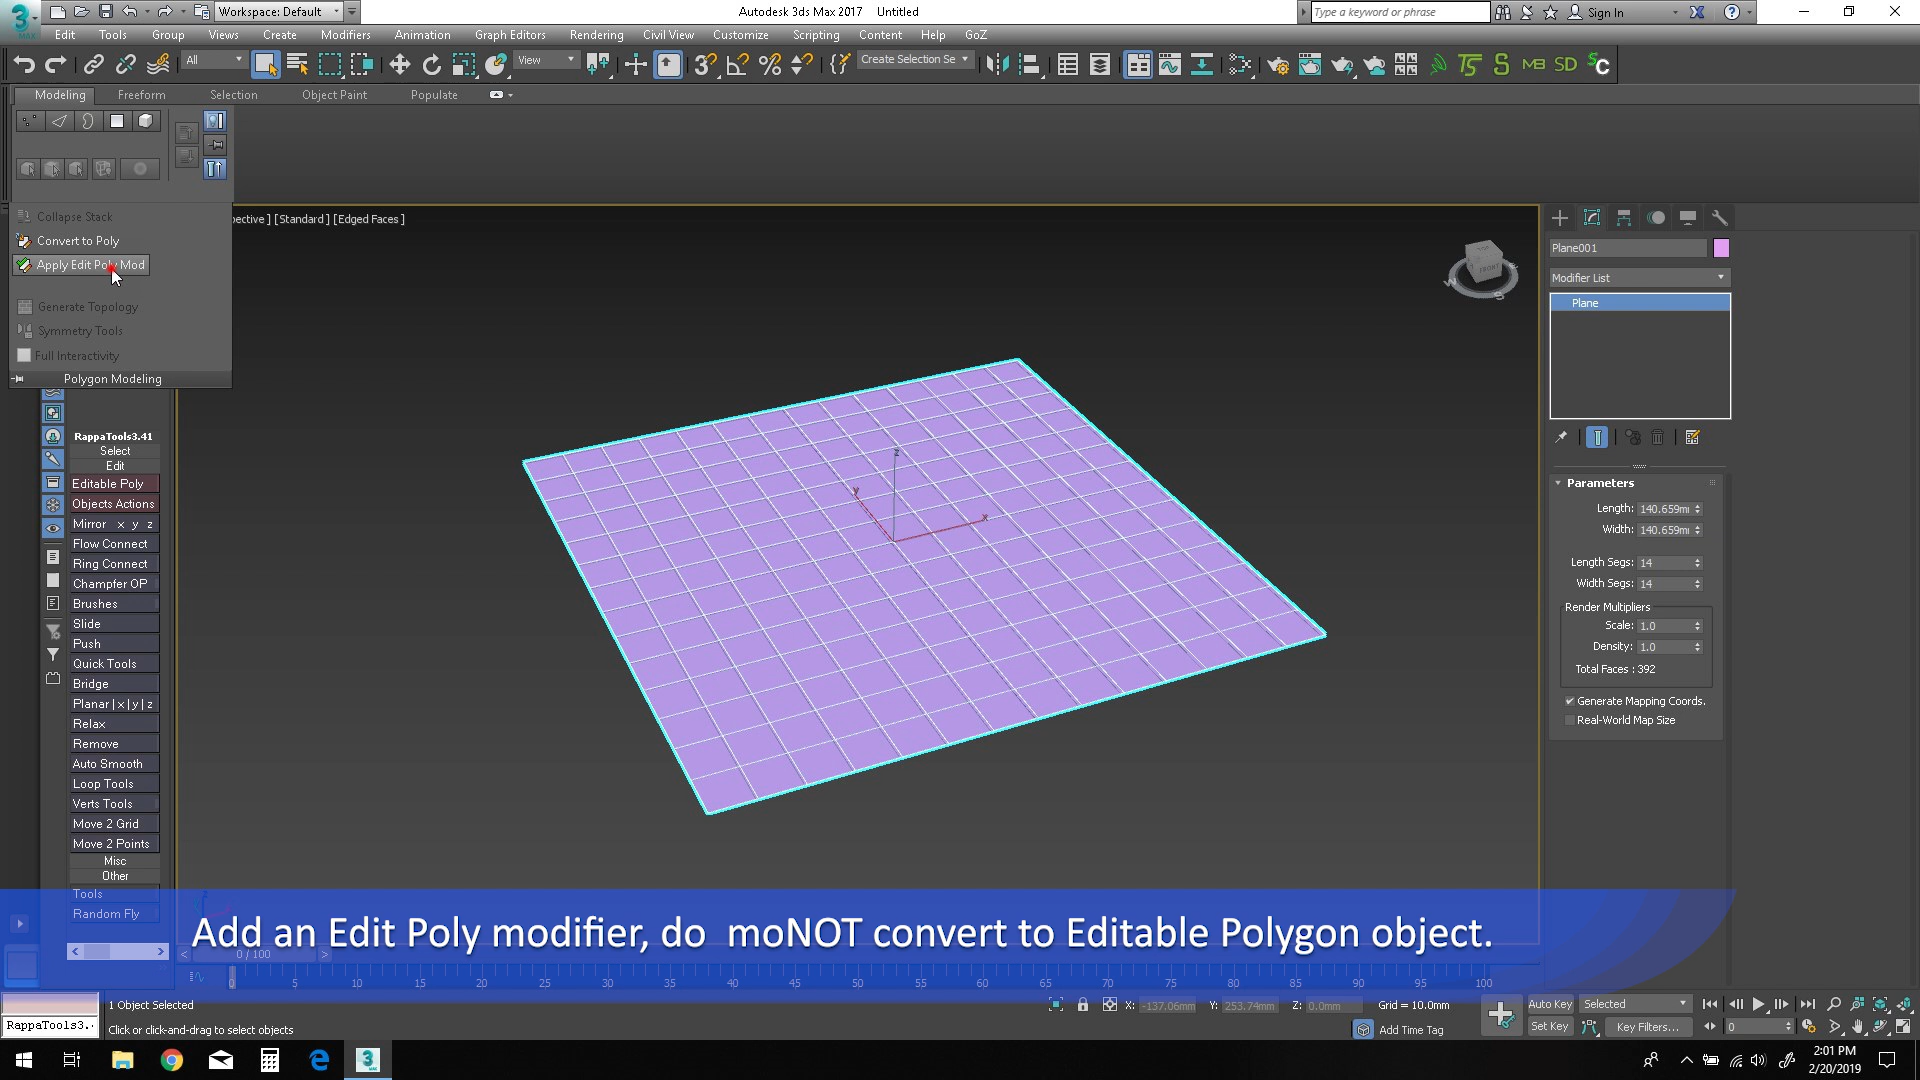 Workspace: Default
Autodesk 3ds Max 2017    Untitled
Type a keyword or phrase
Sign In
MAX
Edit Tools Group Views Create Modifiers Animation Graph Editors Rendering Civil View Customize Scripting Content Help GoZ
All
View
Create Selection Se
MB SD
Modeling Freeform Selection Object Paint Populate
Collapse Stack
Convert to Poly
Apply Edit Poly Mod
Generate Topology
Symmetry Tools
Full Interactivity
Polygon Modeling
pective ] [Standard ] [Edged Faces ]
TOP
FRONT
W
S
z
y
x
RappaTools3.41
Select
Edit
Editable Poly
Objects Actions
Mirror x y z
Flow Connect
Ring Connect
Champfer OP
Brushes
Slide
Push
Quick Tools
Bridge
Planar | x | y | z
Relax
Remove
Auto Smooth
Loop Tools
Verts Tools
Move 2 Grid
Move 2 Points
Misc
Other
Tools
Random Fly
Plane001
Modifier List
Plane
Parameters
Length: 140.659m
Width: 140.659m
Length Segs: 14
Width Segs: 14
Render Multipliers
Scale: 1.0
Density: 1.0
Total Faces : 392
Generate Mapping Coords.
Real-World Map Size
Add an Edit Poly modifier, do  moNOT convert to Editable Polygon object.
< 0 / 100 >
0 5 10 15 20 25 30 35 40 45 50 55 60 65 70 75 80 85 90 95 100
1 Object Selected
X: -137.06mm Y: 253.74mm Z: 0.0mm Grid = 10.0mm
Auto Key Selected
RappaTools3.
Click or click-and-drag to select objects
Add Time Tag
Set Key Key Filters...
0
2:01 PM
2/20/2019